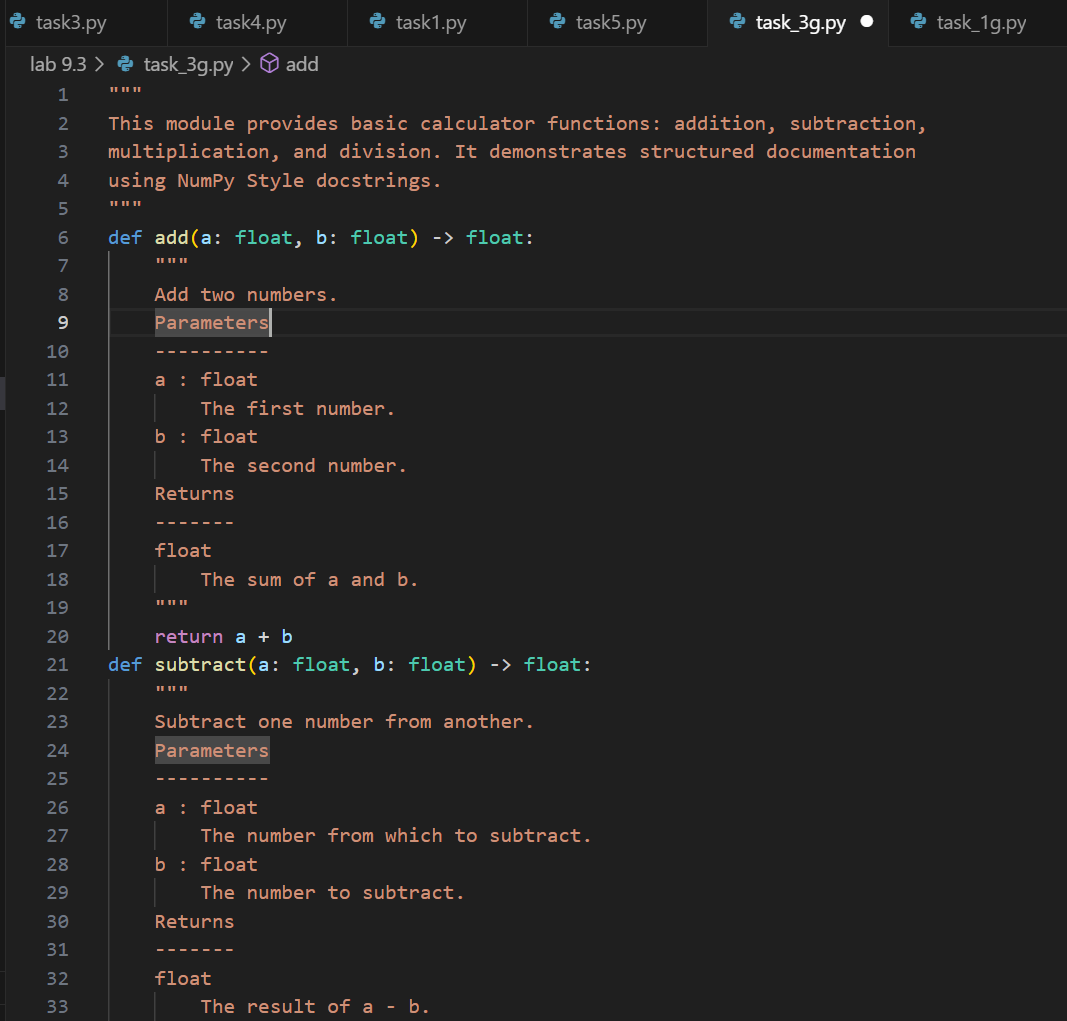 task3.py task4.py task1.py task5.py task_3g.py task_1g.py
lab 9.3 > task_3g.py > add
1 """
2 This module provides basic calculator functions: addition, subtraction,
3 multiplication, and division. It demonstrates structured documentation
4 using NumPy Style docstrings.
5 """
6 def add(a: float, b: float) -> float:
7     """
8     Add two numbers.
9     Parameters
10     ----------
11     a : float
12         The first number.
13     b : float
14         The second number.
15     Returns
16     -------
17     float
18         The sum of a and b.
19     """
20     return a + b
21 def subtract(a: float, b: float) -> float:
22     """
23     Subtract one number from another.
24     Parameters
25     ----------
26     a : float
27         The number from which to subtract.
28     b : float
29         The number to subtract.
30     Returns
31     -------
32     float
33         The result of a - b.